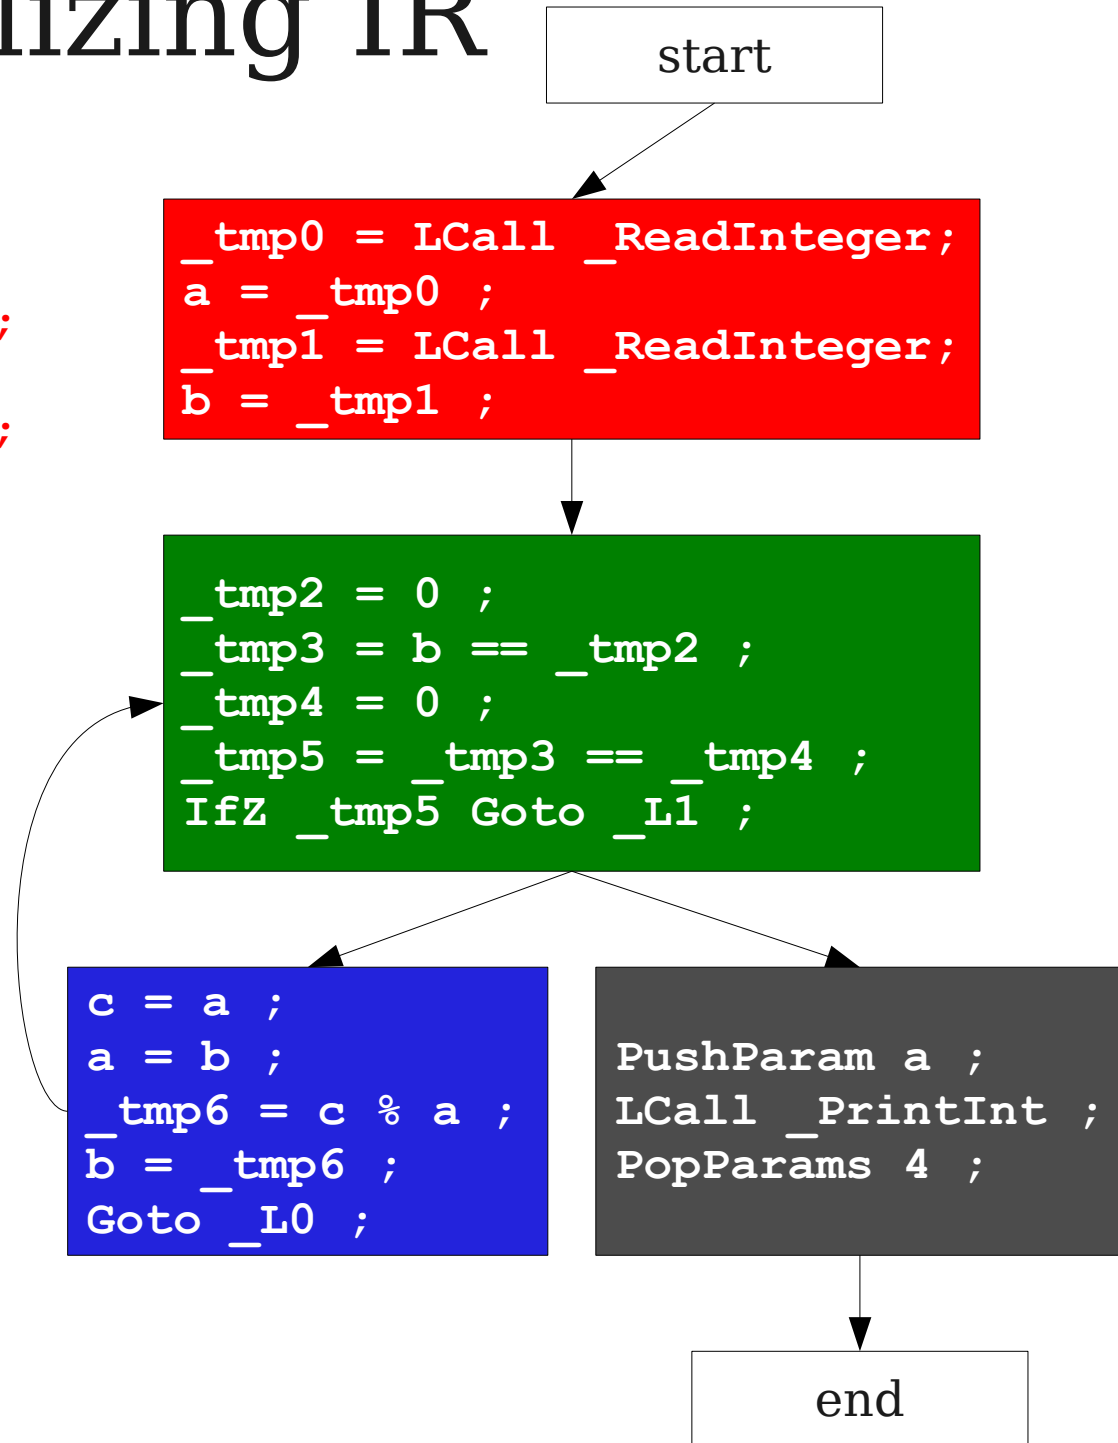 IR
start
;
;
_tmp0 = LCall _ReadInteger;
a = _tmp0 ;
_tmp1 = LCall _ReadInteger;
b = _tmp1 ;
_tmp2 = 0 ;
_tmp3 = b == _tmp2 ;
_tmp4 = 0 ;
_tmp5 = _tmp3 == _tmp4 ;
IfZ _tmp5 Goto _L1 ;
c = a ;
a = b ;
_tmp6 = c % a ;
b = _tmp6 ;
Goto _L0 ;
PushParam a ;
LCall _PrintInt ;
PopParams 4 ;
end